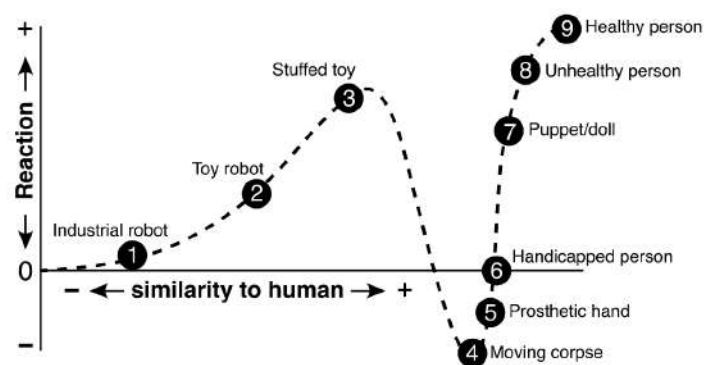 +
9 Healthy person
8 Unhealthy person
Stuffed toy
3
7 Puppet/doll
Reaction
Toy robot
2
Industrial robot
1
Handicapped person
0
6
- similarity to human +
5 Prosthetic hand
-
4 Moving corpse